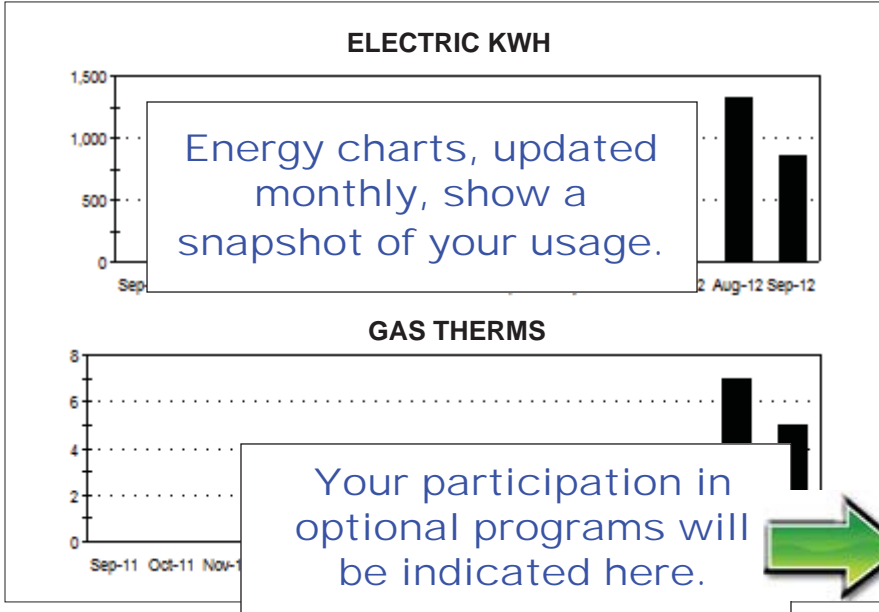 ELECTRIC KWH
1,500
1,000
500
0
Energy charts, updated
monthly, show a
snapshot of your usage.
Aug-12 Sep-12
GAS THERMS
8
6
4
2
0
Sep-11 Oct-11
Your participation in
optional programs will
be indicated here.